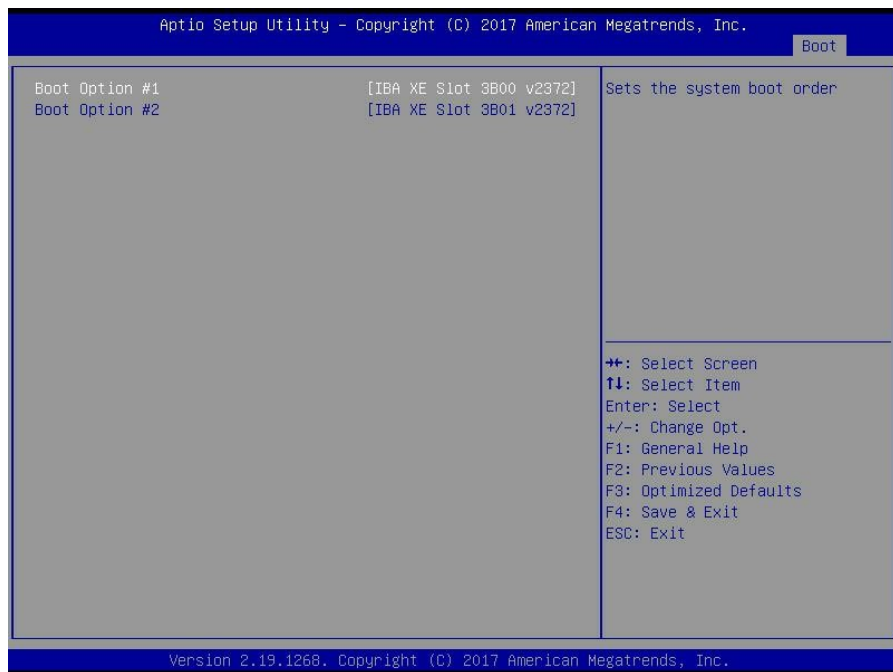 Aptio Setup Utility – Copyright (C) 2017 American Megatrends, Inc.
Boot
Boot Option #1 [IBA XE Slot 3B00 v2372]
Boot Option #2 [IBA XE Slot 3B01 v2372]
Sets the system boot order
→←: Select Screen
↑↓: Select Item
Enter: Select
+/-: Change Opt.
F1: General Help
F2: Previous Values
F3: Optimized Defaults
F4: Save & Exit
ESC: Exit
Version 2.19.1268. Copyright (C) 2017 American Megatrends, Inc.